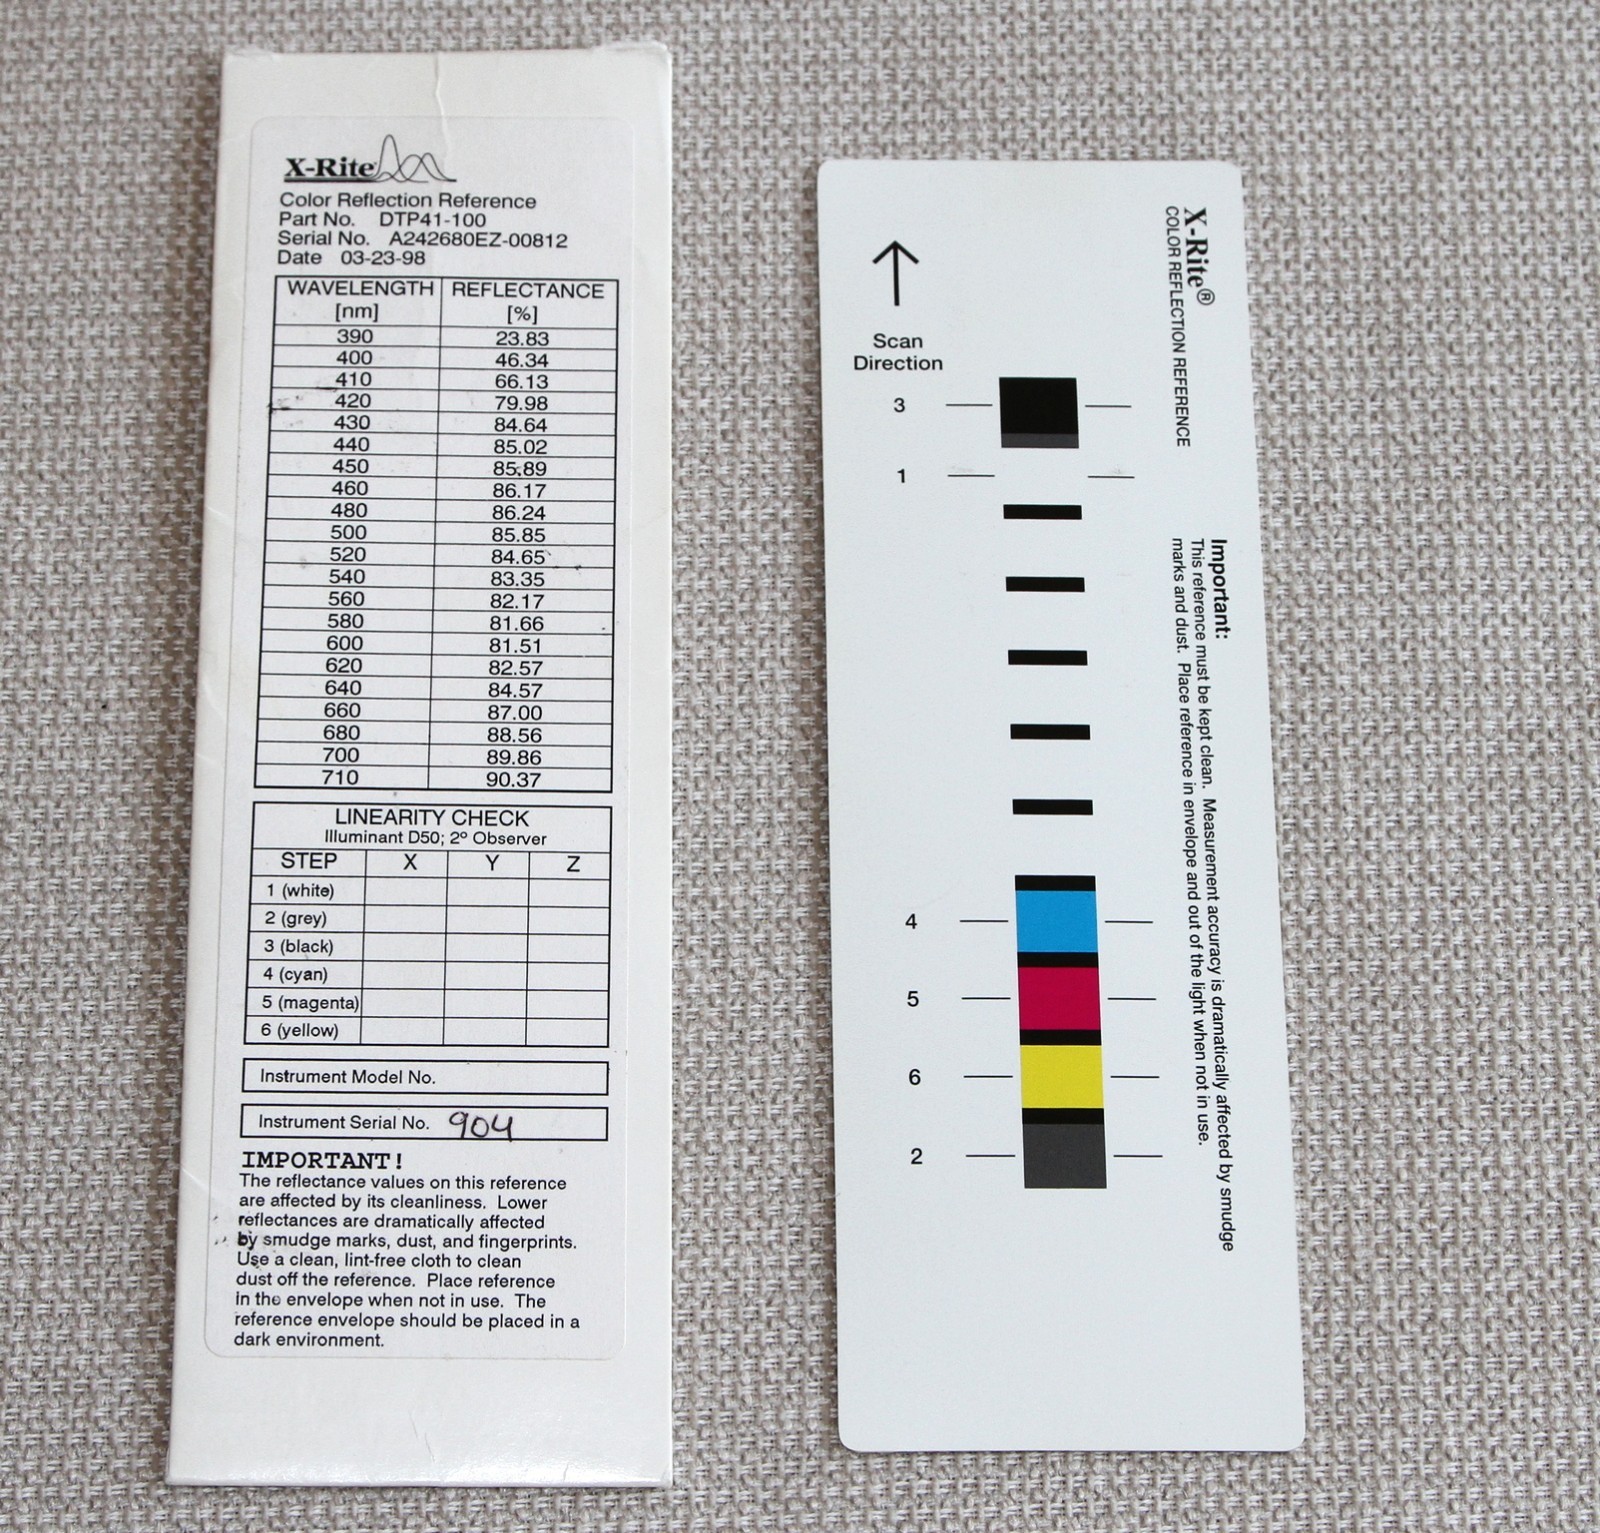 X-Rite
Color Reflection Reference
Part No. DTP41-100
Serial No. A242680EZ-00812
Date 03-23-98
WAVELENGTH REFLECTANCE
[nm] [%]
390 23.83
400 46.34
410 66.13
420 79.98
430 84.64
440 85.02
450 85.89
460 86.17
480 86.24
500 85.85
520 84.65
540 83.35
560 82.17
580 81.66
600 81.51
620 82.57
640 84.57
660 87.00
680 88.56
700 89.86
710 90.37
LINEARITY CHECK
Illuminant D50; 2º Observer
STEP X Y Z
1 (white)
2 (grey)
3 (black)
4 (cyan)
5 (magenta)
6 (yellow)
Instrument Model No.
Instrument Serial No. 904
IMPORTANT!
The reflectance values on this reference
are affected by its cleanliness. Lower
reflectances are dramatically affected
by smudge marks, dust, and fingerprints.
Use a clean, lint-free cloth to clean
dust off the reference. Place reference
in the envelope when not in use. The
reference envelope should be placed in a
dark environment.
Scan
Direction
3
1
4
5
6
2
X-Rite®
COLOR REFLECTION REFERENCE
Important:
This reference must be kept clean. Measurement accuracy is dramatically affected by smudge
marks and dust. Place reference in envelope and out of the light when not in use.